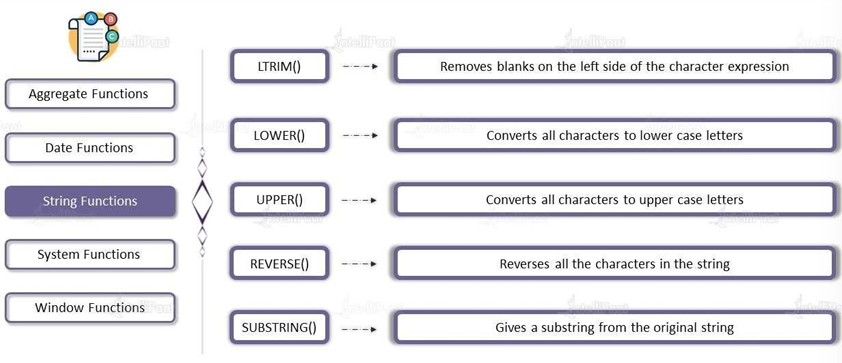 A
B
C
Aggregate Functions
Date Functions
String Functions
System Functions
Window Functions
LTRIM()
Removes blanks on the left side of the character expression
LOWER()
Converts all characters to lower case letters
UPPER()
Converts all characters to upper case letters
REVERSE()
Reverses all the characters in the string
SUBSTRING()
Gives a substring from the original string